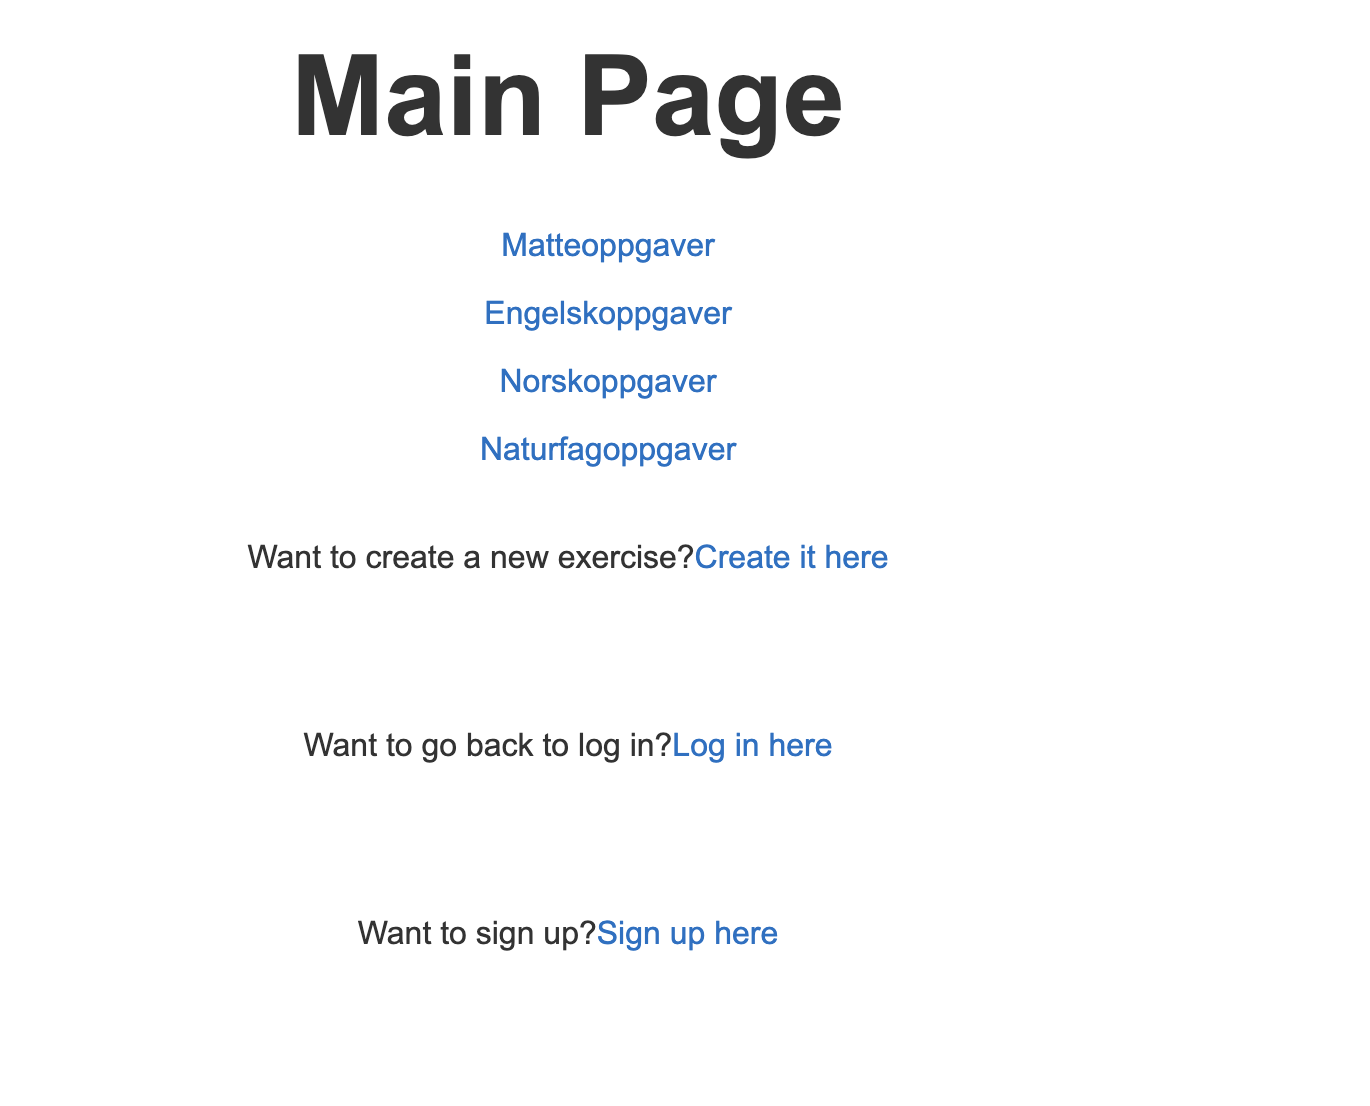 Main Page
Matteoppgaver
Engelskoppgaver
Norskoppgaver
Naturfagoppgaver
Want to create a new exercise?Create it here
Want to go back to log in?Log in here
Want to sign up?Sign up here